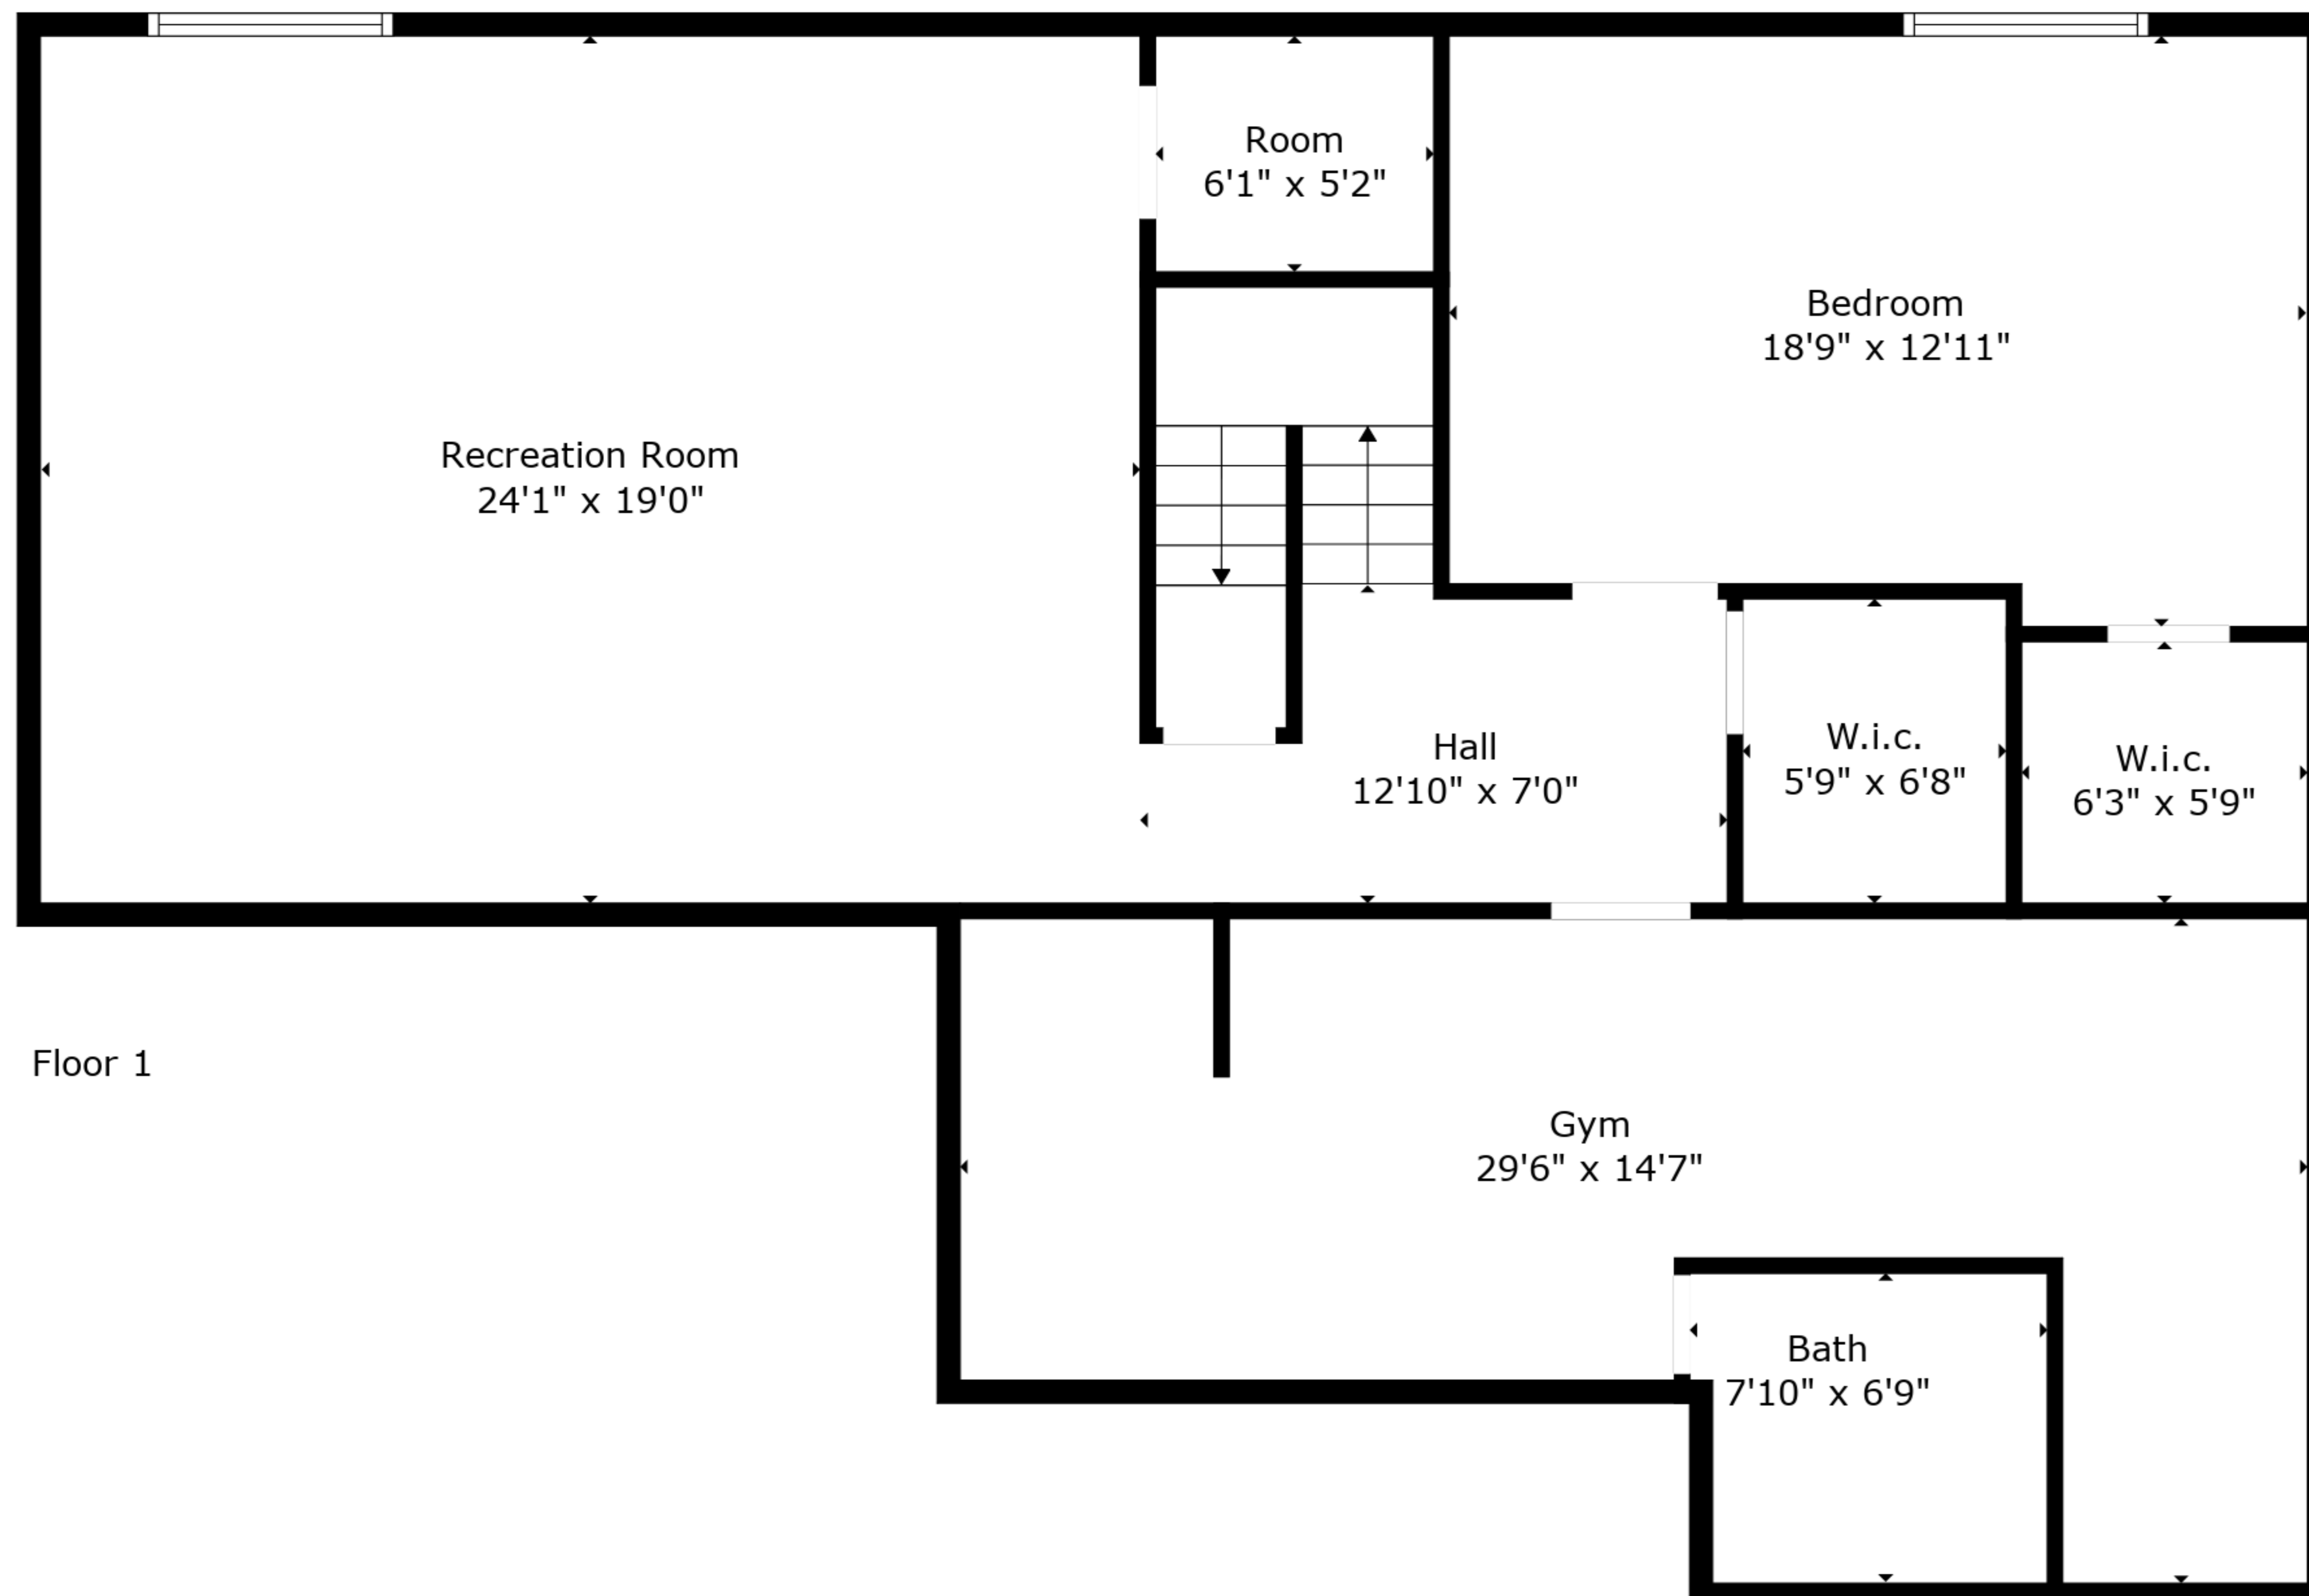 Room
6'1" x 5'2"
Bedroom
18'9" x 12'11"
Recreation Room
24'1" x 19'0"
Hall
12'10" x 7'0"
W.i.c.
5'9" x 6'8"
W.i.c.
6'3" x 5'9"
Floor 1
Gym
29'6" x 14'7"
Bath
7'10" x 6'9"